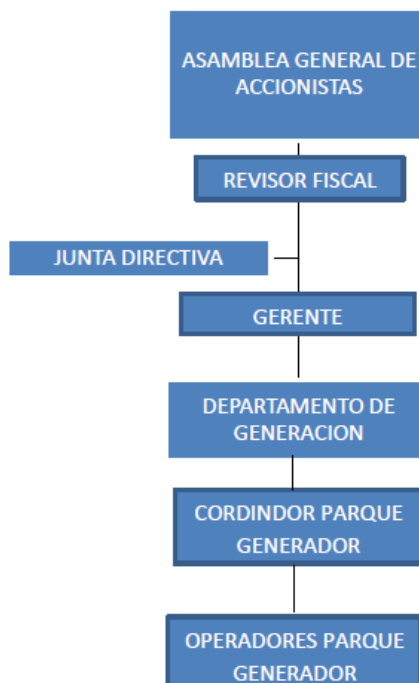 ASAMBLEA GENERAL DE
ACCIONISTAS
REVISOR FISCAL
JUNTA DIRECTIVA
GERENTE
DEPARTAMENTO DE
GENERACION
CORDINDOR PARQUE
GENERADOR
OPERADORES PARQUE
GENERADOR